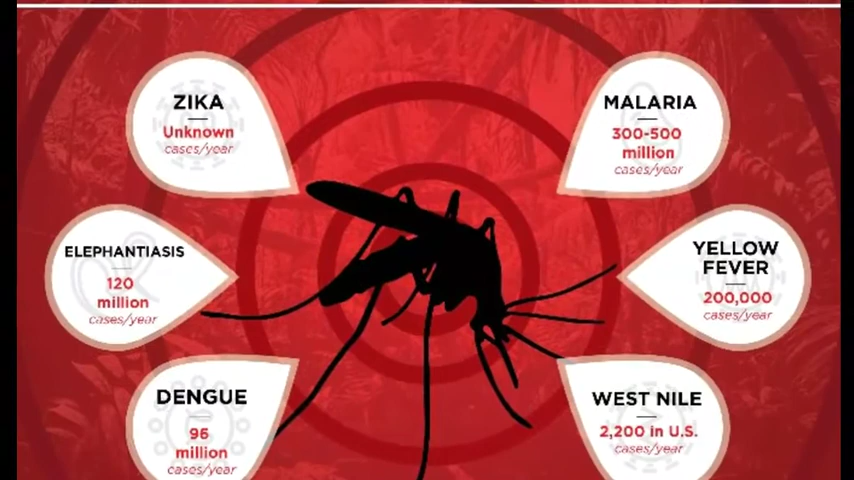 ZIKA
Unknown
cases/year
MALARIA
300-500
million
cases/year
ELEPHANTIASIS
120
million
cases/year
YELLOW
FEVER
200,000
cases/year
DENGUE
96
million
cases/year
WEST NILE
2,200 in U.S.
cases/year